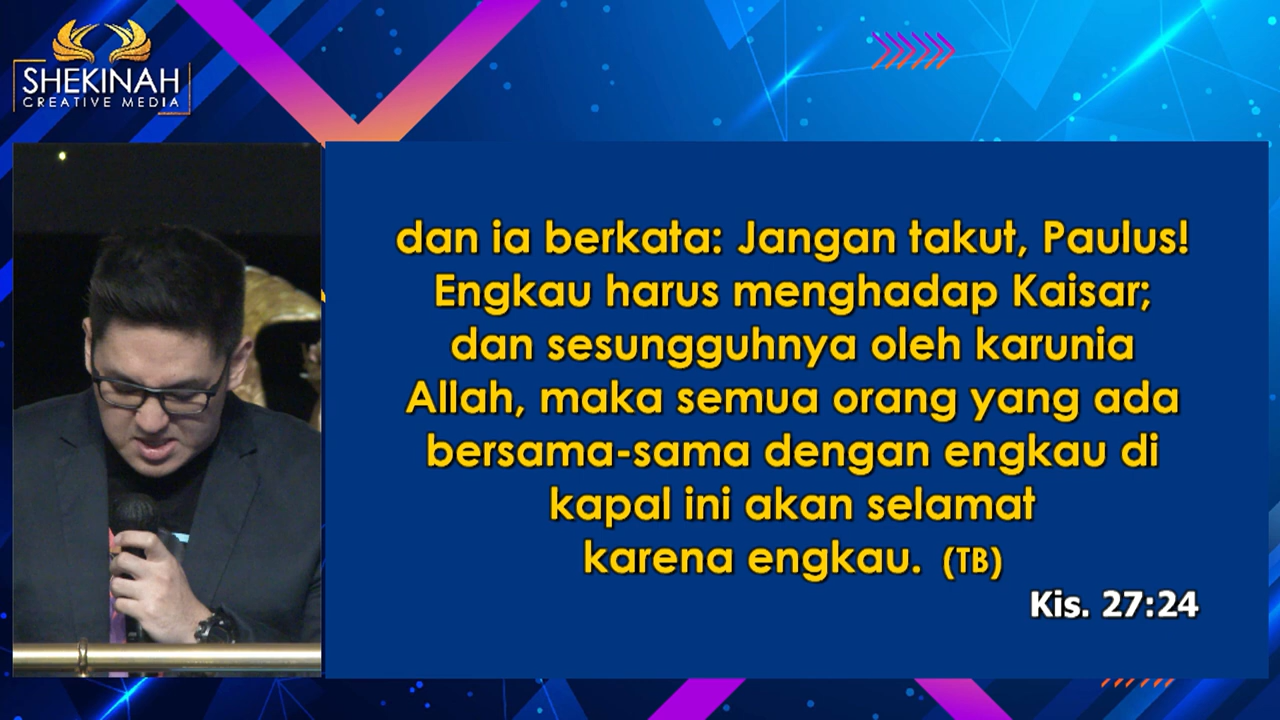 SHEKINAH
CREATIVE MEDIA
dan ia berkata: Jangan takut, Paulus!
Engkau harus menghadap Kaisar;
dan sesungguhnya oleh karunia
Allah, maka semua orang yang ada
bersama-sama dengan engkau di
kapal ini akan selamat
karena engkau. (TB)
Kis. 27:24